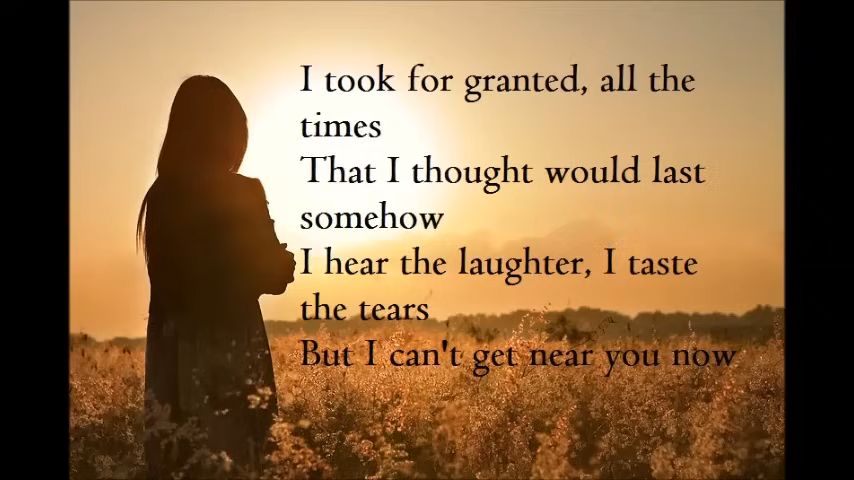 I took for granted, all the
times
That I thought would last
somehow
I hear the laughter, I taste
the tears
But I can't get near you now